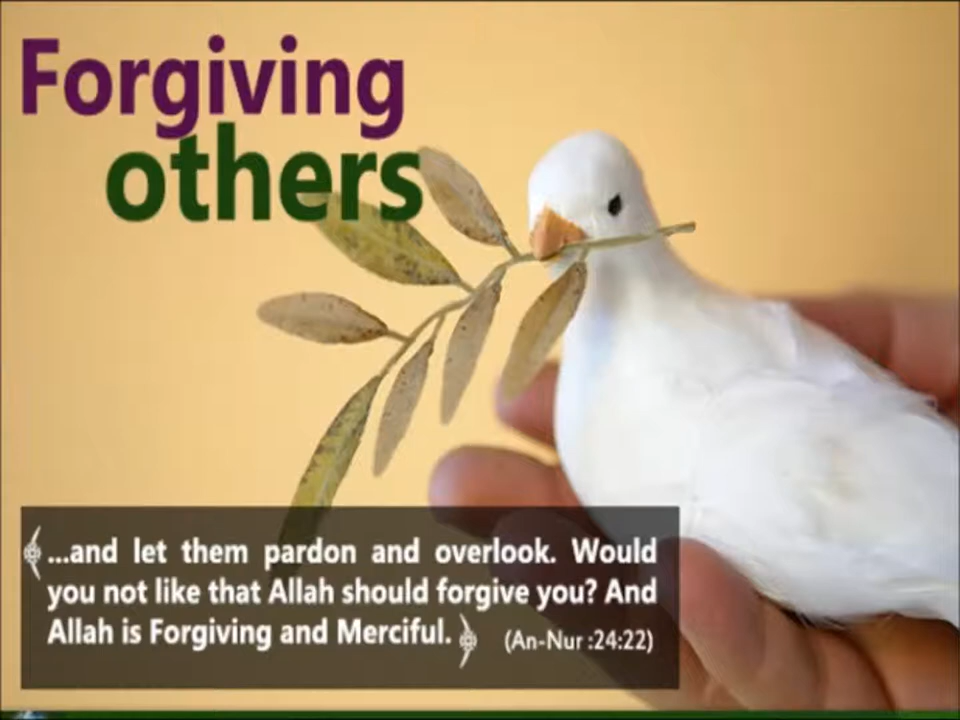 Forgiving
others
...and let them pardon and overlook. Would
you not like that Allah should forgive you? And
Allah is Forgiving and Merciful. (An-Nur :24:22)